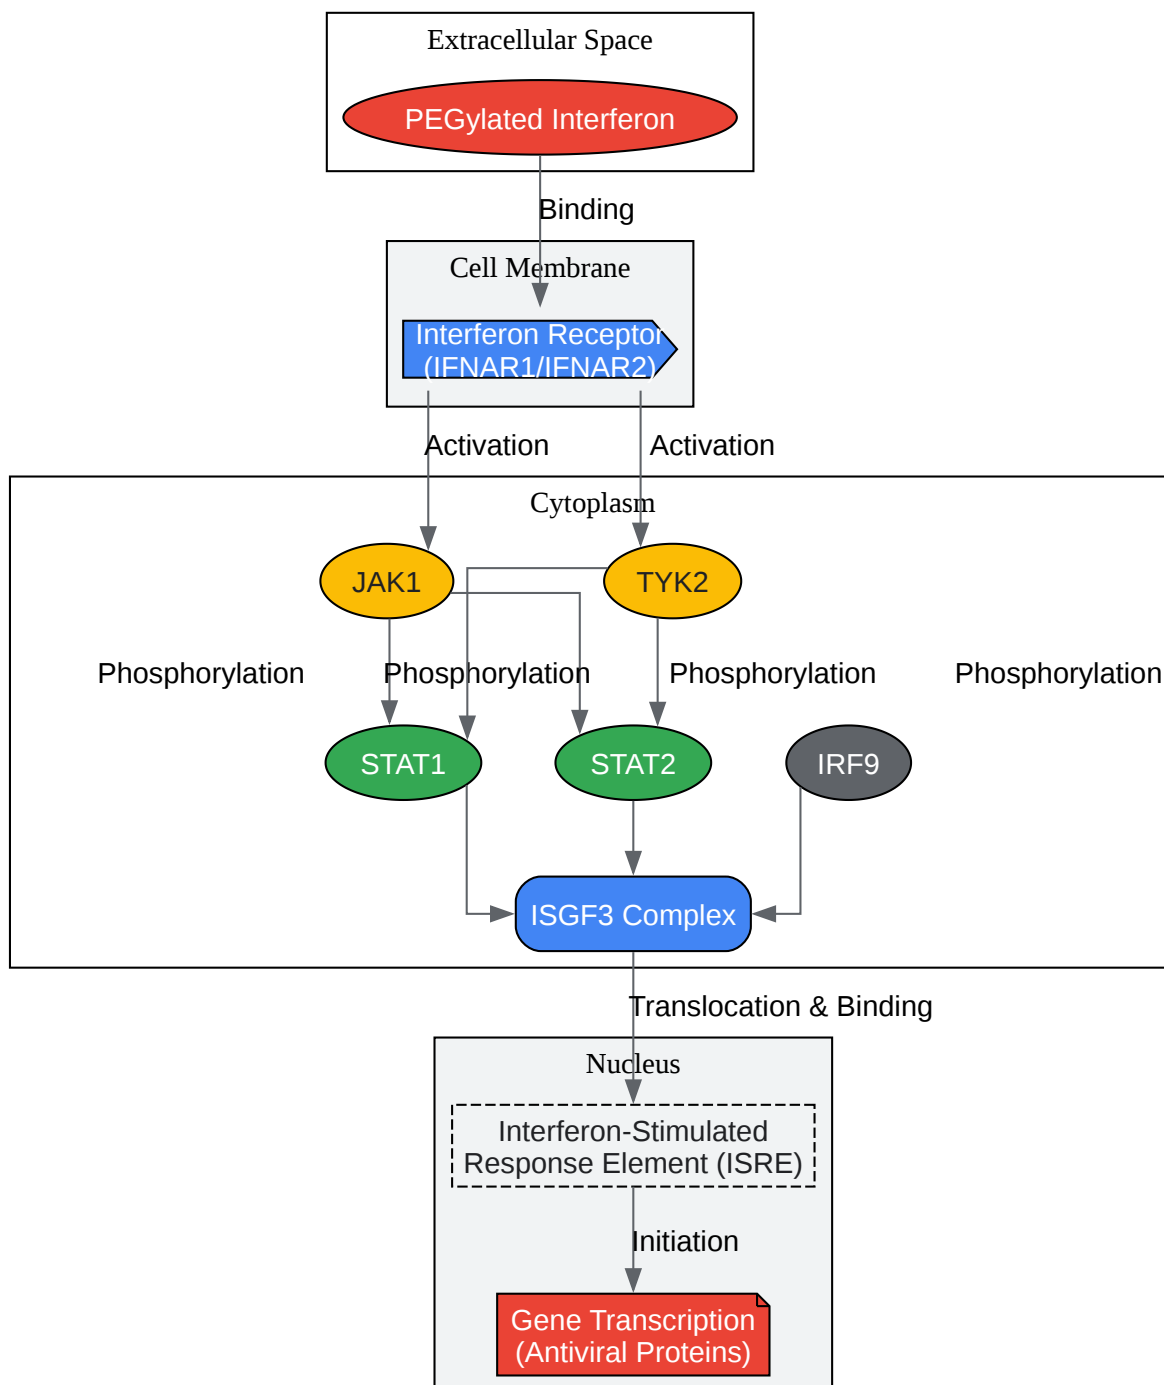 Extracellular Space
PEGylated Interferon
Binding
Cell Membrane
Interferon Receptor
(IFNAR1/IFNAR2)
Activation
Activation
Cytoplasm
JAK1
TYK2
Phosphorylation
Phosphorylation
Phosphorylation
Phosphorylation
STAT1
STAT2
IRF9
ISGF3 Complex
Translocation & Binding
Nucleus
Interferon-Stimulated
Response Element (ISRE)
Initiation
Gene Transcription
(Antiviral Proteins)